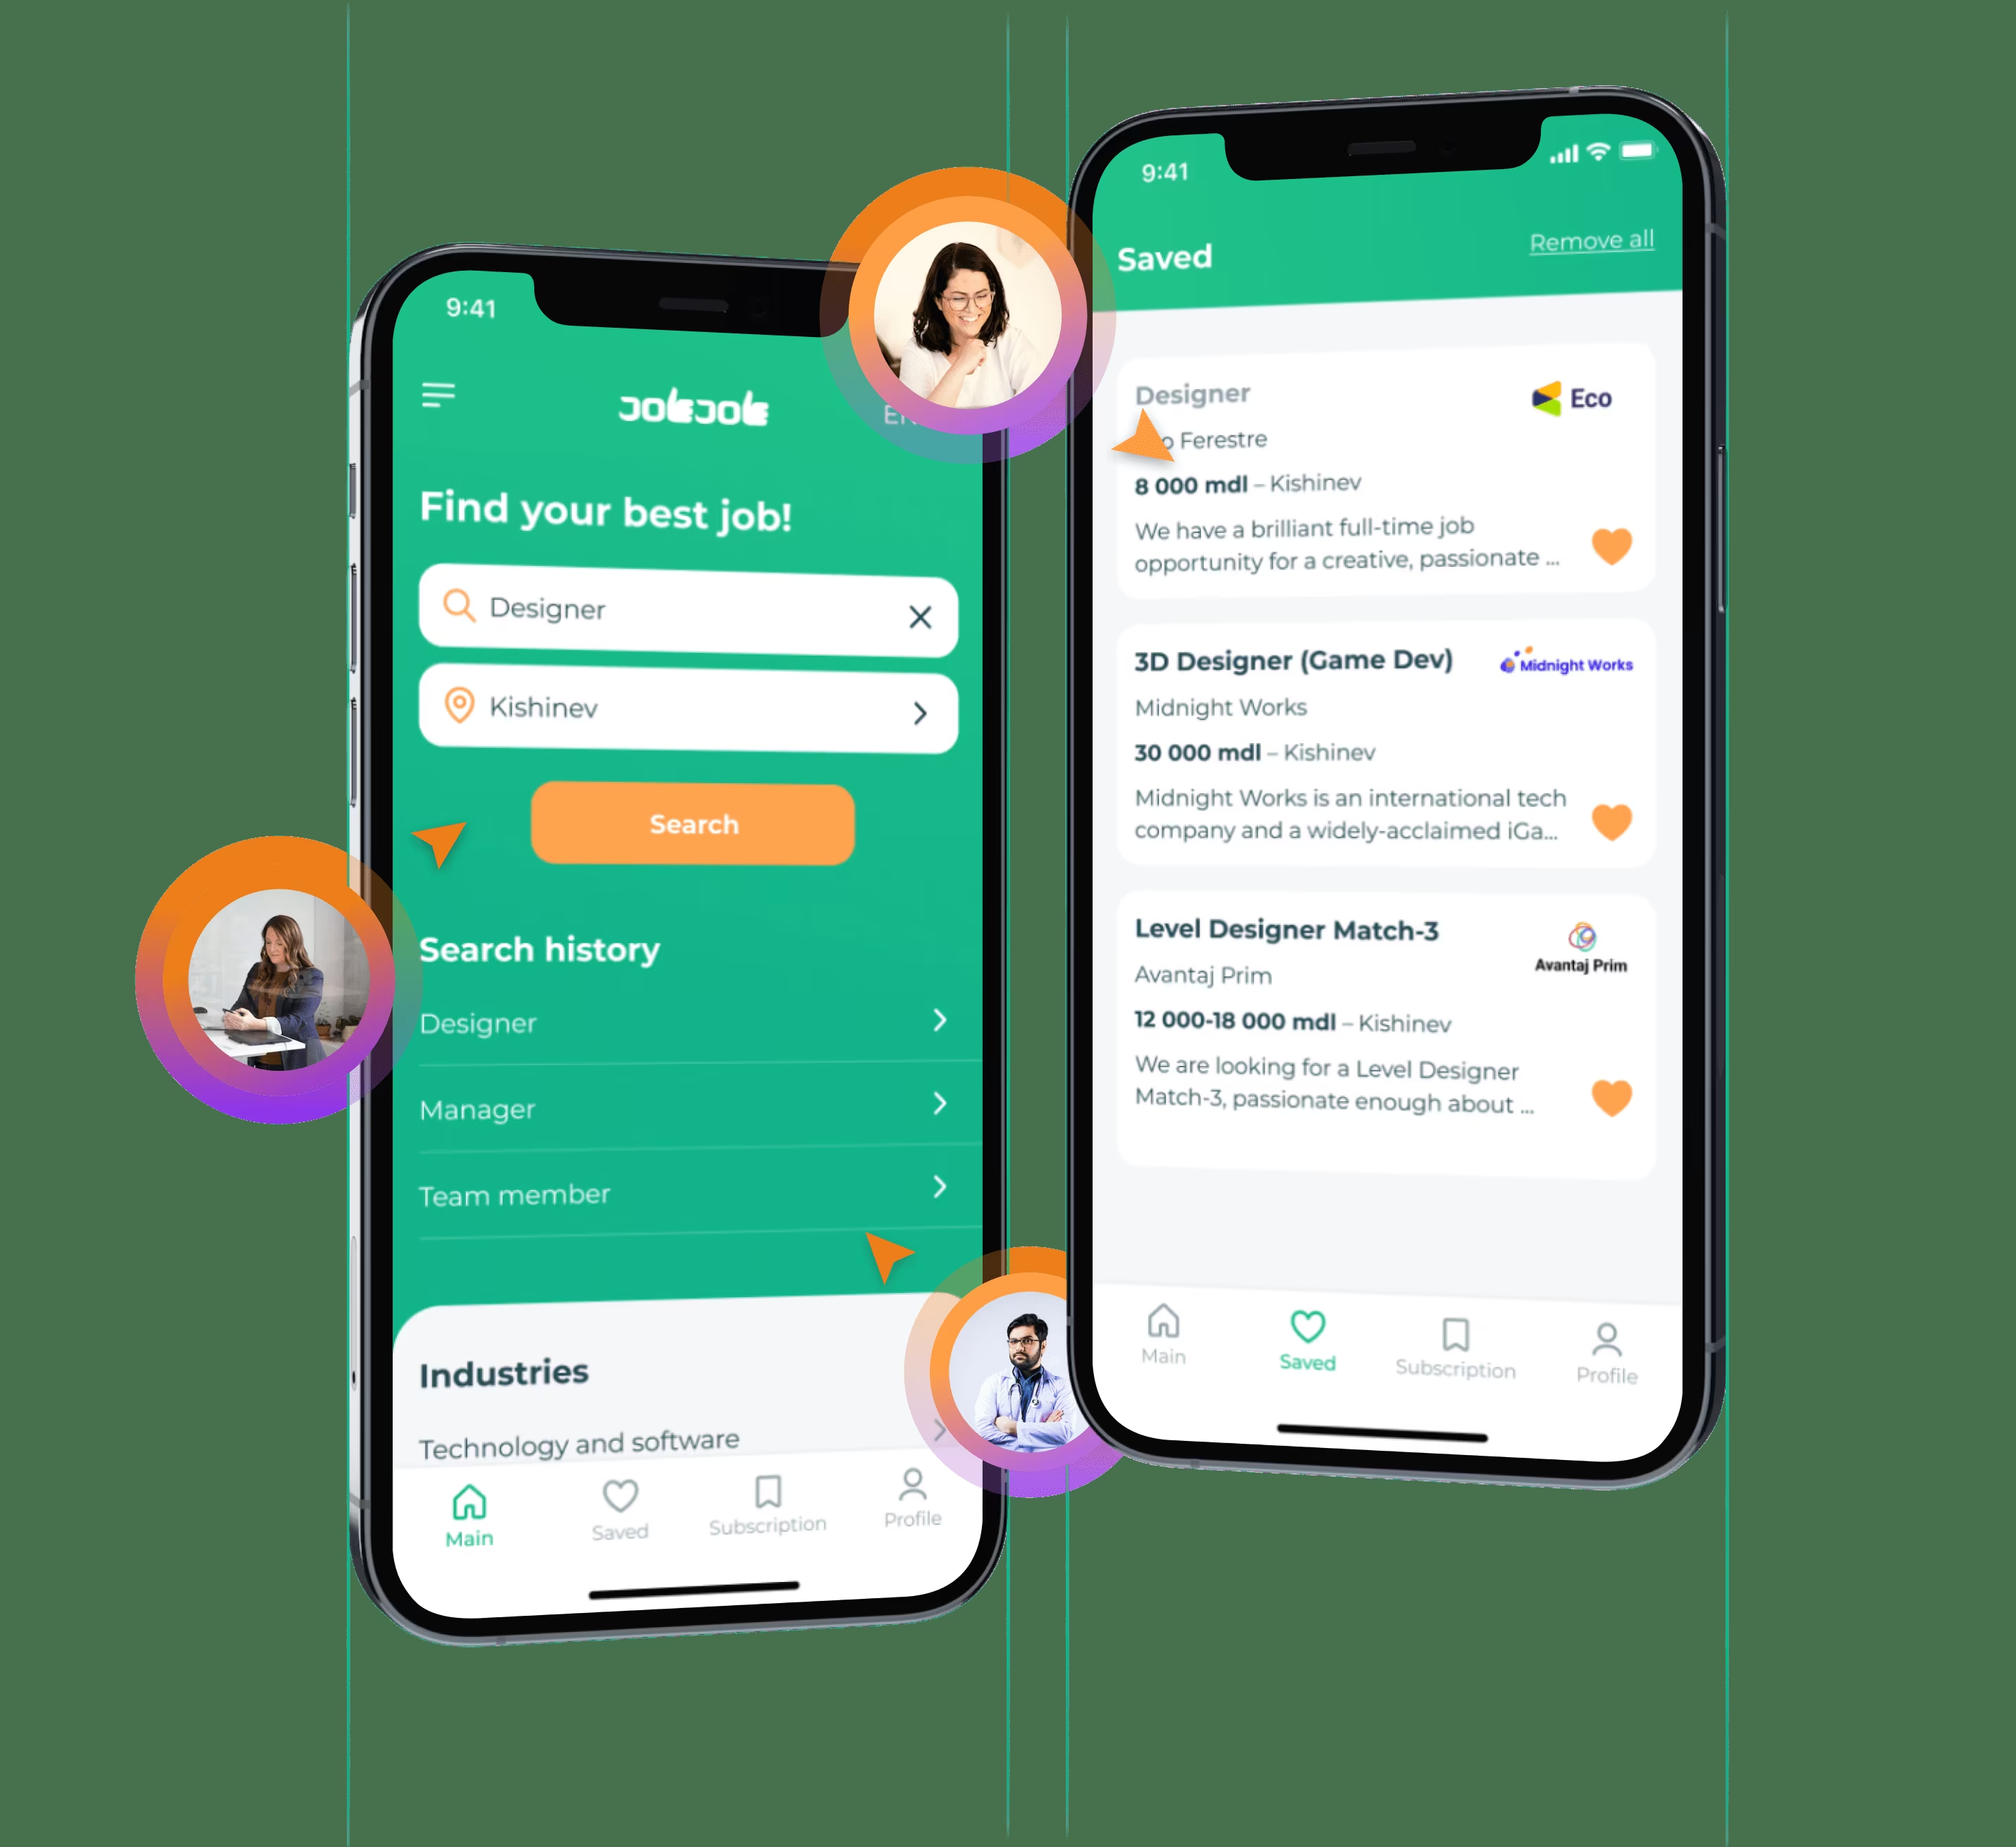 9:41
JOBJOB
Find your best job!
Designer
Kishinev
Search
Search history
Designer
Manager
Team member
Industries
Technology and software
Main
Saved
Subscription
Profile
9:41
Saved
Remove all
Designer
Eco
Ferestre
8 000 mdl – Kishinev
We have a brilliant full-time job
opportunity for a creative, passionate ...
3D Designer (Game Dev)
Midnight Works
Midnight Works
30 000 mdl – Kishinev
Midnight Works is an international tech
company and a widely-acclaimed iGa...
Level Designer Match-3
Avantaj Prim
Avantaj Prim
12 000-18 000 mdl – Kishinev
We are looking for a Level Designer
Match-3, passionate enough about ...
Main
Saved
Subscription
Profile